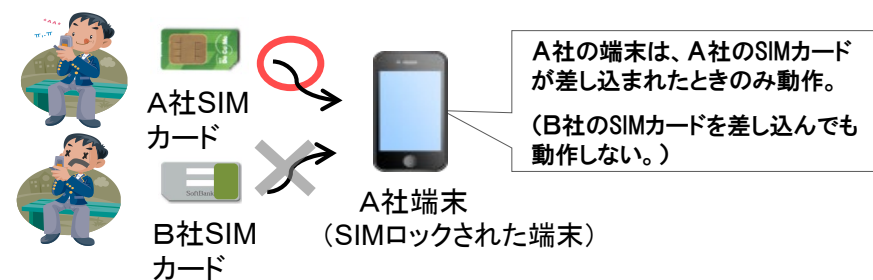 A社SIM
カード
SoftBank
B社SIM
カード
A社端末
（SIMロックされた端末）
A社の端末は、A社のSIMカード
が差し込まれたときのみ動作。
（B社のSIMカードを差し込んでも
動作しない。）